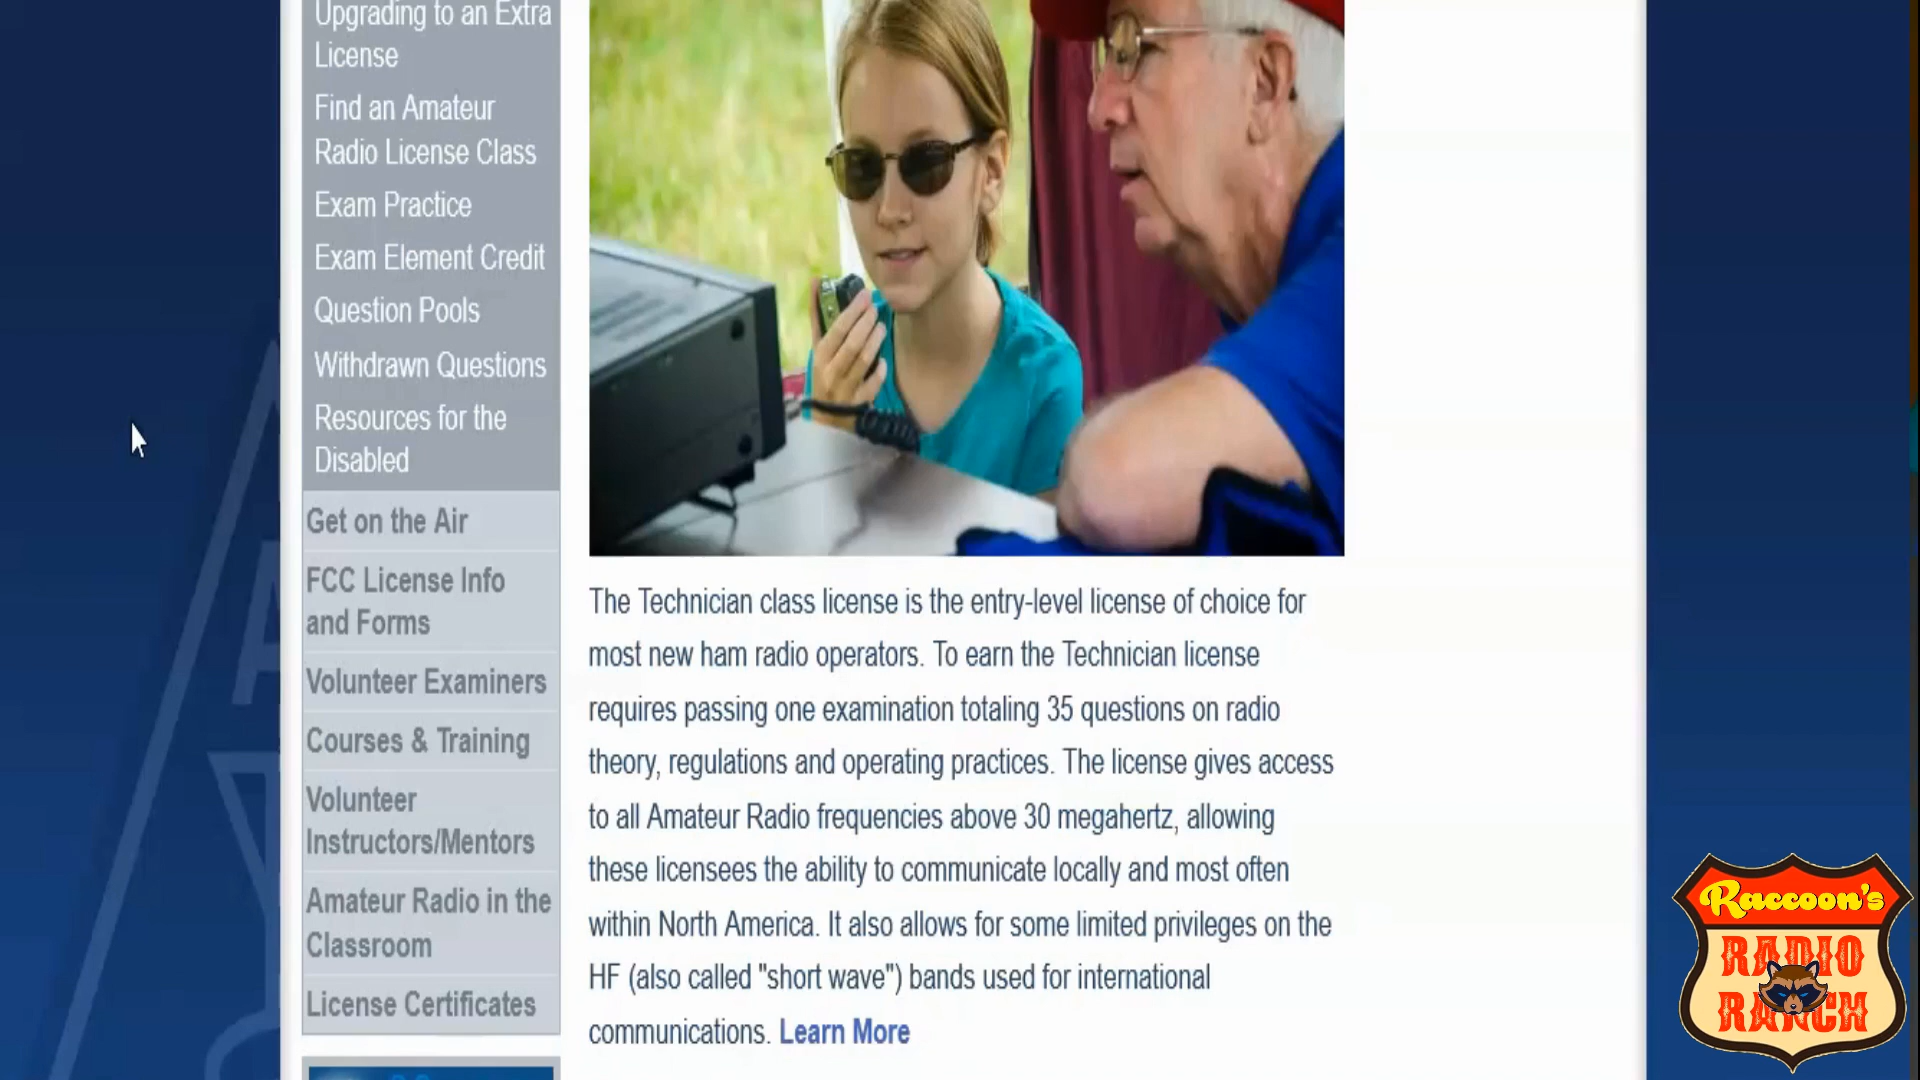 Upgrading to an Extra
License
Find an Amateur
Radio License Class
Exam Practice
Exam Element Credit
Question Pools
Withdrawn Questions
Resources for the
Disabled
Get on the Air
FCC License Info
and Forms
Volunteer Examiners
Courses & Training
Volunteer
Instructors/Mentors
Amateur Radio in the
Classroom
License Certificates
The Technician class license is the entry-level license of choice for
most new ham radio operators. To earn the Technician license
requires passing one examination totaling 35 questions on radio
theory, regulations and operating practices. The license gives access
to all Amateur Radio frequencies above 30 megahertz, allowing
these licensees the ability to communicate locally and most often
within North America. It also allows for some limited privileges on the
HF (also called "short wave") bands used for international
communications. Learn More
Raccoon's
RADIO
RANCH